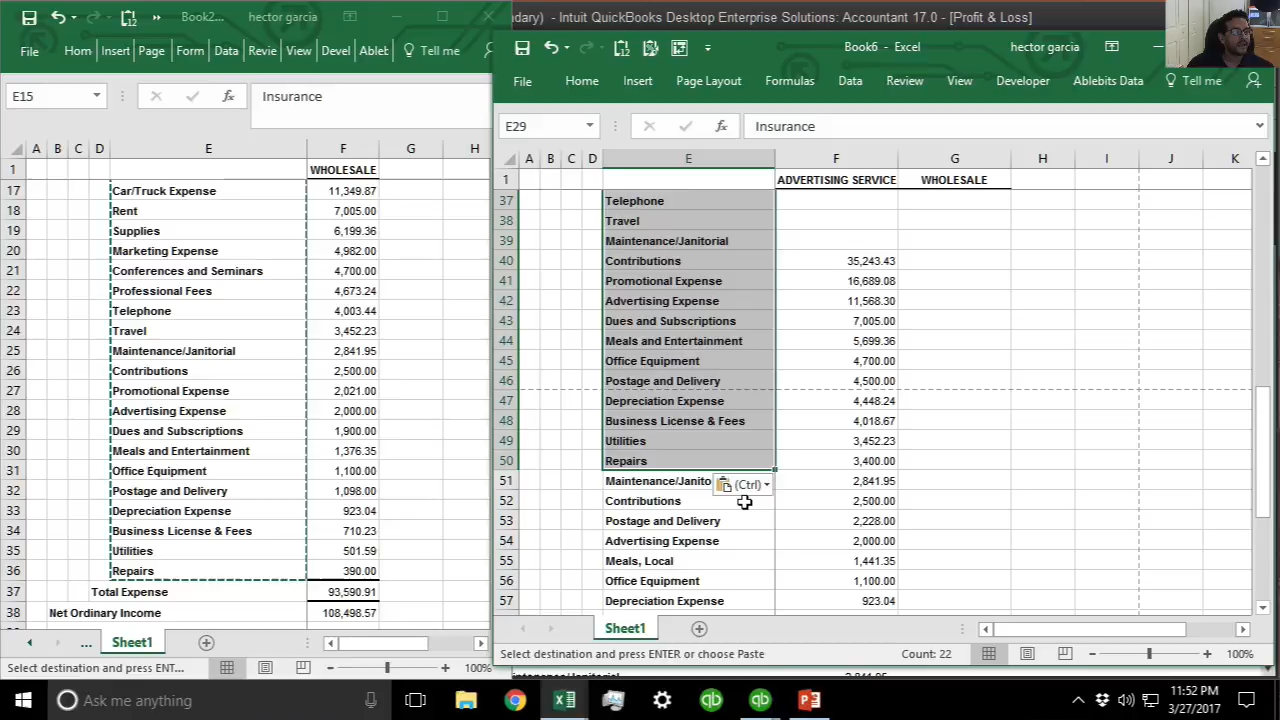 Book2... hector garcia
ndary) - Intuit QuickBooks Desktop Enterprise Solutions: Accountant 17.0 - [Profit & Loss]
File Hom Insert Page Form Data Revie View Devel Ablet Tell me
E15 fx Insurance
A B C D E F G H
1 WHOLESALE
17 Car/Truck Expense 11,349.87
18 Rent 7,005.00
19 Supplies 6,199.36
20 Marketing Expense 4,982.00
21 Conferences and Seminars 4,700.00
22 Professional Fees 4,673.24
23 Telephone 4,003.44
24 Travel 3,452.23
25 Maintenance/Janitorial 2,841.95
26 Contributions 2,500.00
27 Promotional Expense 2,021.00
28 Advertising Expense 2,000.00
29 Dues and Subscriptions 1,900.00
30 Meals and Entertainment 1,376.35
31 Office Equipment 1,100.00
32 Postage and Delivery 1,098.00
33 Depreciation Expense 923.04
34 Business License & Fees 710.23
35 Utilities 501.59
36 Repairs 390.00
37 Total Expense 93,590.91
38 Net Ordinary Income 108,498.57
... Sheet1
Select destination and press ENT... 100%
Book6 - Excel hector garcia
File Home Insert Page Layout Formulas Data Review View Developer Ablebits Data Tell me
E29 fx Insurance
A B C D E F G H I J K
1 ADVERTISING SERVICE WHOLESALE
37 Telephone
38 Travel
39 Maintenance/Janitorial
40 Contributions 35,243.43
41 Promotional Expense 16,689.08
42 Advertising Expense 11,568.30
43 Dues and Subscriptions 7,005.00
44 Meals and Entertainment 5,699.36
45 Office Equipment 4,700.00
46 Postage and Delivery 4,500.00
47 Depreciation Expense 4,448.24
48 Business License & Fees 4,018.67
49 Utilities 3,452.23
50 Repairs 3,400.00
51 Maintenance/Janito (Ctrl) 2,841.95
52 Contributions 2,500.00
53 Postage and Delivery 2,228.00
54 Advertising Expense 2,000.00
55 Meals, Local 1,441.35
56 Office Equipment 1,100.00
57 Depreciation Expense 923.04
Sheet1
Select destination and press ENTER or choose Paste Count: 22 100%
Ask me anything
11:52 PM
3/27/2017